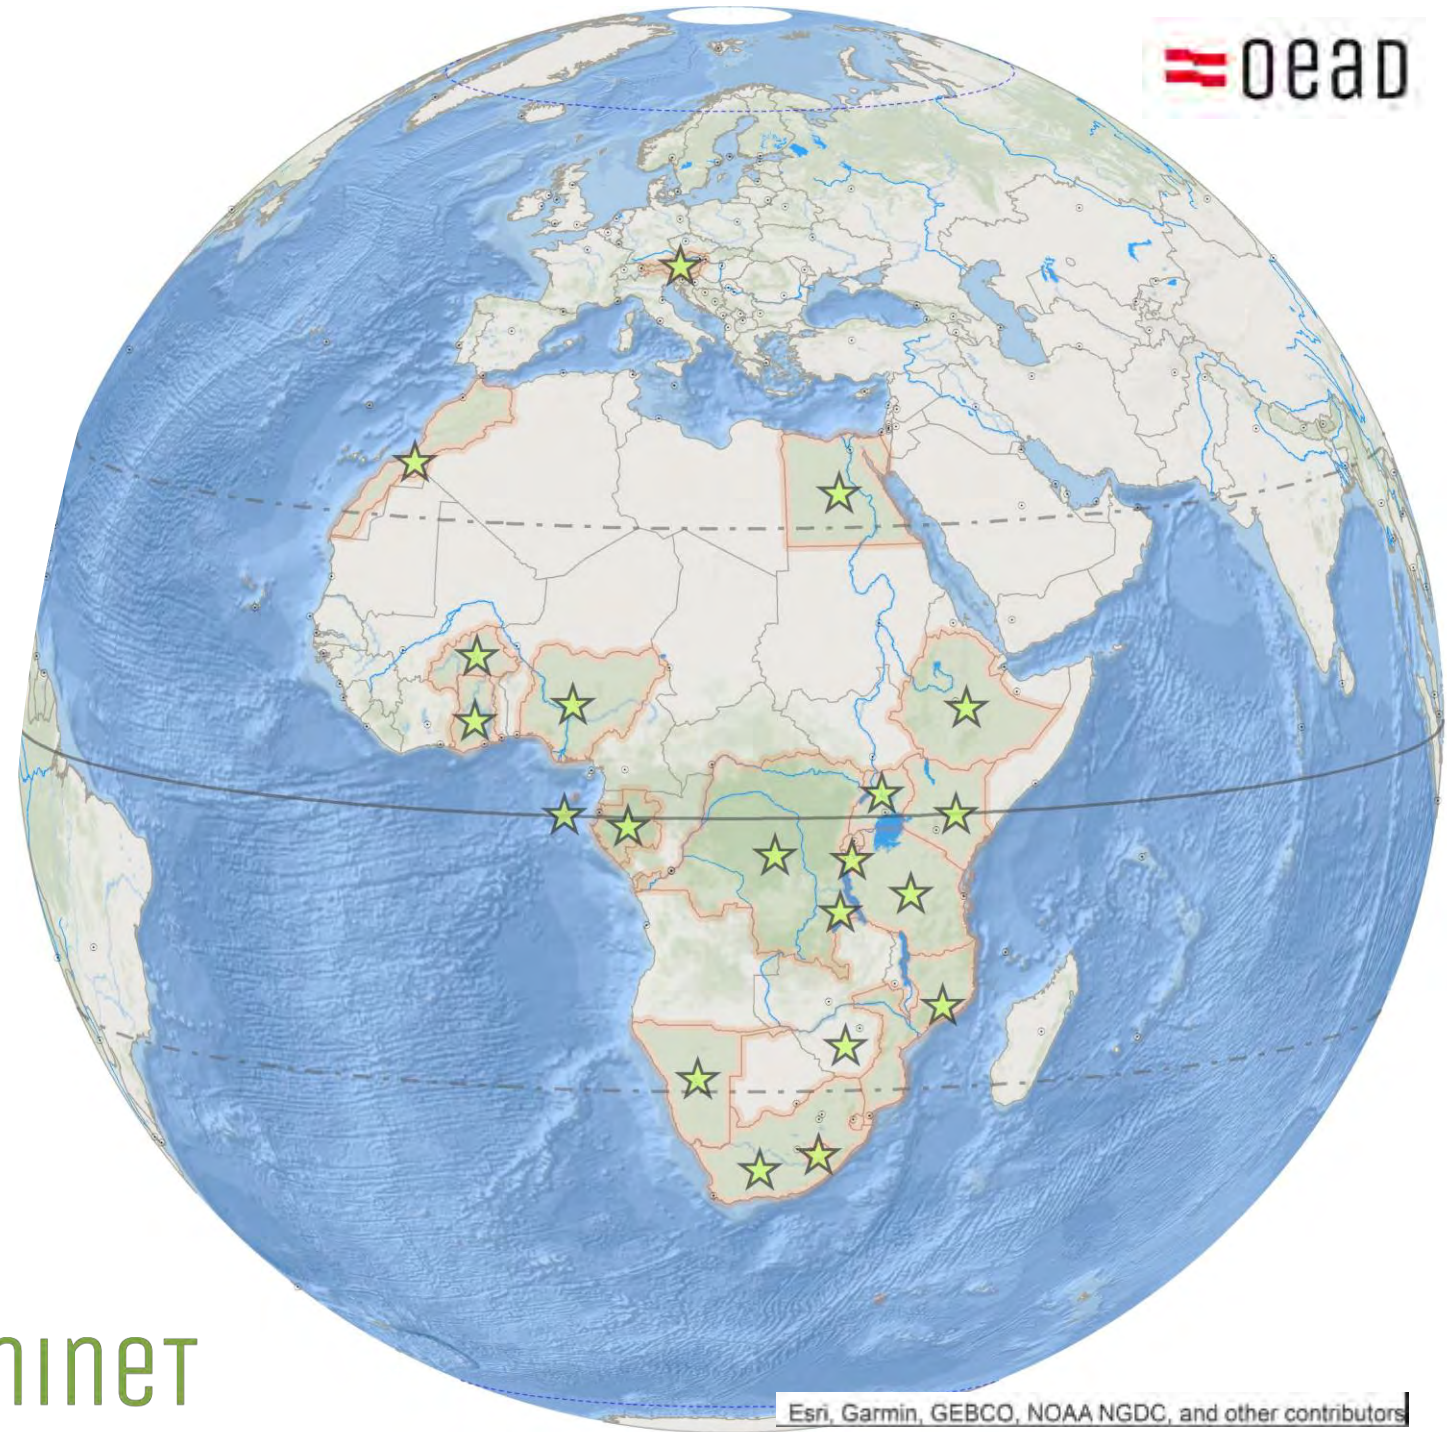 oead
ninet
Esri, Garmin, GEBCO, NOAA NGDC, and other contributors